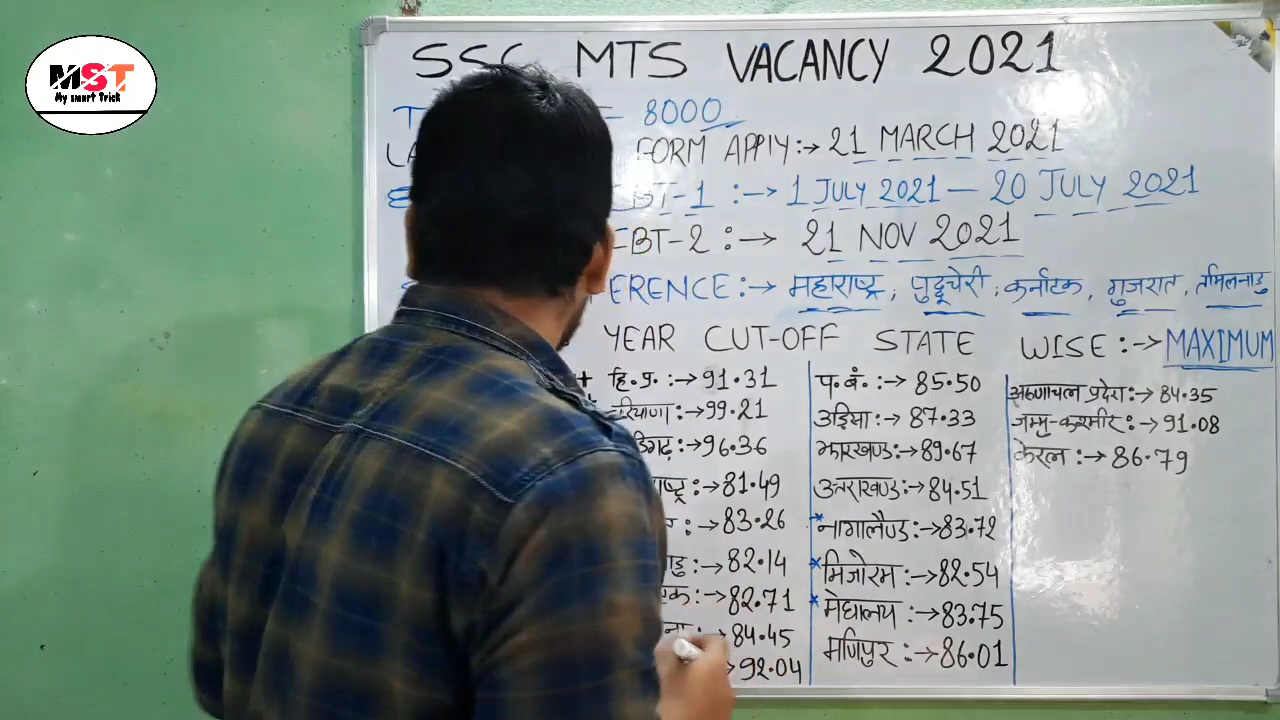 MST
My smart Trick
SSC MTS VACANCY 2021
8000
FORM APPLY :→ 21 MARCH 2021
CBT-1 :→ 1 JULY 2021 — 20 JULY 2021
CBT-2 :→ 21 NOV 2021
ERENCE :→ महाराष्ट्र, पुडूचेरी, कर्नाटक, गुजरात, तमिलनाडु
YEAR CUT-OFF STATE WISE :→ MAXIMUM
हि.प्र. :→ 91.31
हरियाणा :→ 99.21
→ 96.36
→ 81.49
→ 83.26
→ 82.14
→ 82.71
→ 84.45
→ 92.04
प.बं. :→ 85.50
उड़िसा :→ 87.33
झारखण्ड :→ 89.67
उत्तराखण्ड :→ 84.51
* नागालैण्ड :→ 83.72
* मिजोरम :→ 82.54
* मेघालय :→ 83.75
मणिपुर :→ 86.01
अरुणाचल प्रदेश :→ 84.35
जम्मु-कश्मीर :→ 91.08
केरल :→ 86.79